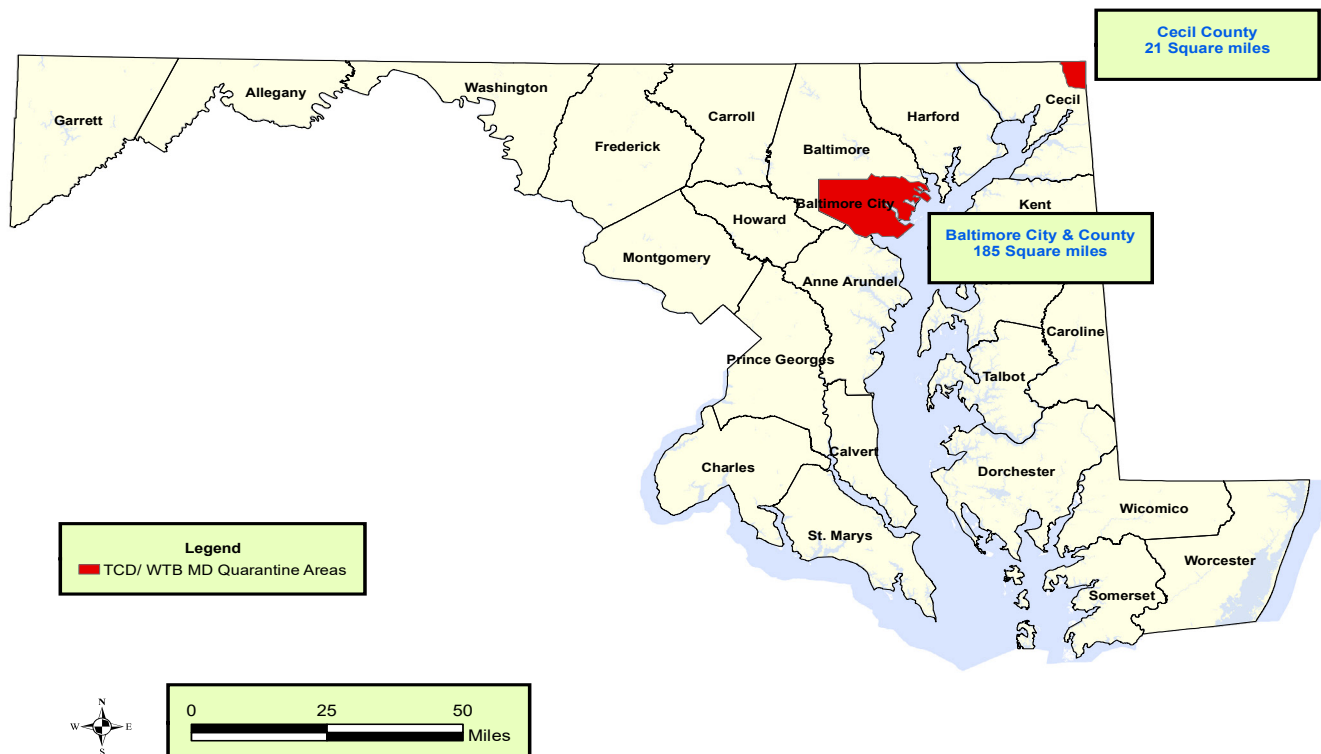 Cecil County
21 Square miles
Garrett
Allegany
Washington
Frederick
Carroll
Baltimore
Harford
Cecil
Baltimore City
Howard
Kent
Montgomery
Baltimore City & County
185 Square miles
Anne Arundel
Prince Georges
Caroline
Talbot
Calvert
Charles
Dorchester
St. Marys
Wicomico
Worcester
Somerset
Legend
TCD/ WTB MD Quarantine Areas
N
W E
S
0 25 50
Miles